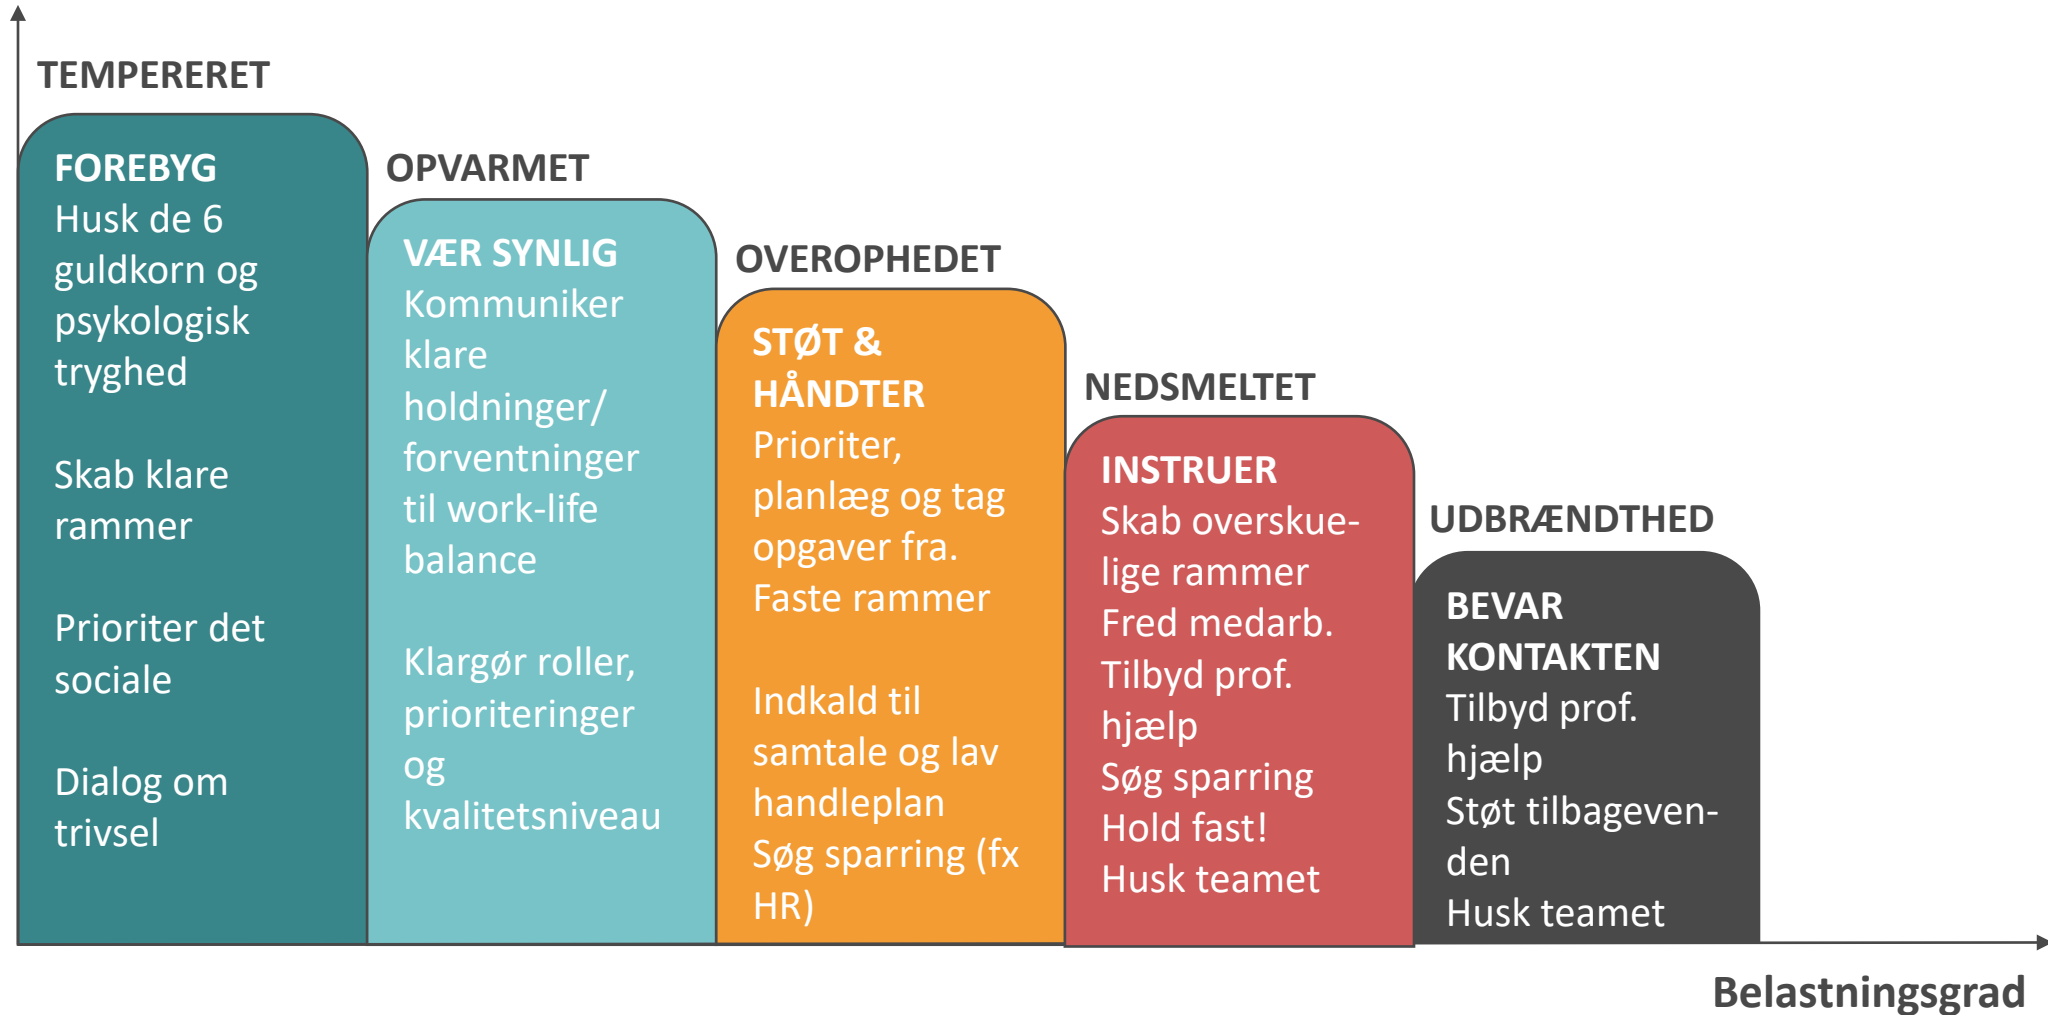 TEMPERERET
FOREBYG
Husk de 6
guldkorn og
psykologisk
tryghed
Skab klare
rammer
Prioriter det
sociale
Dialog om
trivsel
OPVARMET
VÆR SYNLIG
Kommuniker
klare
holdninger/
forventninger
til work-life
balance
Klargør roller,
prioriteringer
og
kvalitetsniveau
OVEROPHEDET
STØT &
HÅNDTER
Prioriter,
planlæg og tag
opgaver fra.
Faste rammer
Indkald til
samtale og lav
handleplan
Søg sparring (fx
HR)
NEDSMELTET
INSTRUER
Skab overskue-
lige rammer
Fred medarb.
Tilbyd prof.
hjælp
Søg sparring
Hold fast!
Husk teamet
UDBRÆNDTHED
BEVAR
KONTAKTEN
Tilbyd prof.
hjælp
Støt tilbageven-
den
Husk teamet
Belastningsgrad